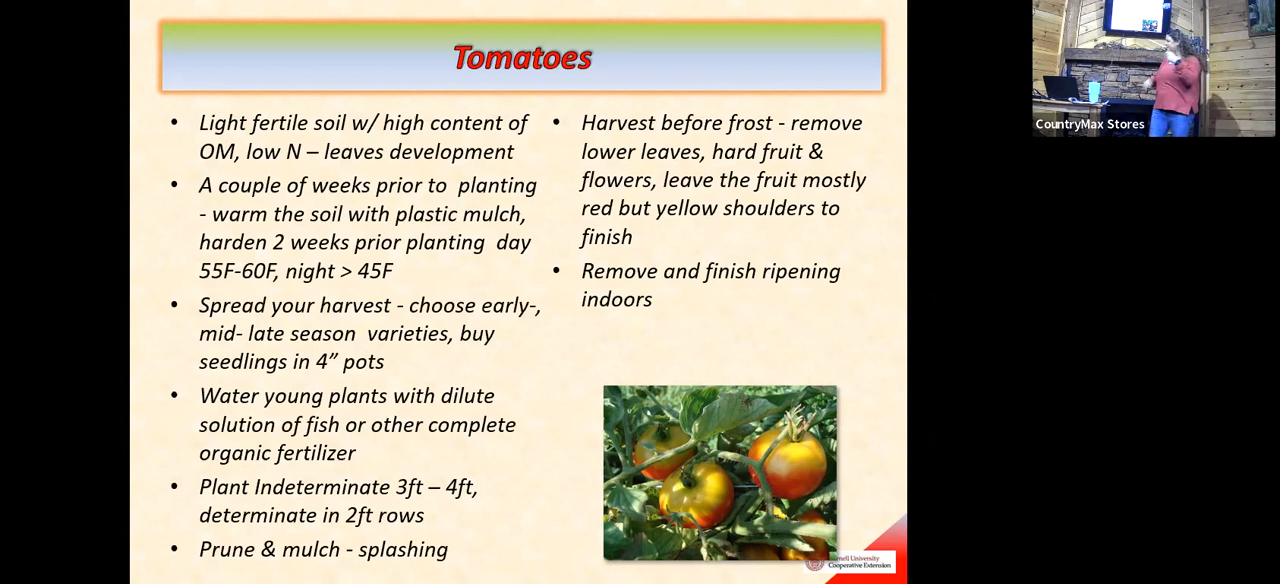 Tomatoes
• Light fertile soil w/ high content of
OM, low N – leaves development
• A couple of weeks prior to planting
- warm the soil with plastic mulch,
harden 2 weeks prior planting day
55F-60F, night > 45F
• Spread your harvest - choose early-,
mid- late season varieties, buy
seedlings in 4” pots
• Water young plants with dilute
solution of fish or other complete
organic fertilizer
• Plant Indeterminate 3ft – 4ft,
determinate in 2ft rows
• Prune & mulch - splashing
• Harvest before frost - remove
lower leaves, hard fruit &
flowers, leave the fruit mostly
red but yellow shoulders to
finish
• Remove and finish ripening
indoors
University
Cooperative Extension
CountryMax Stores